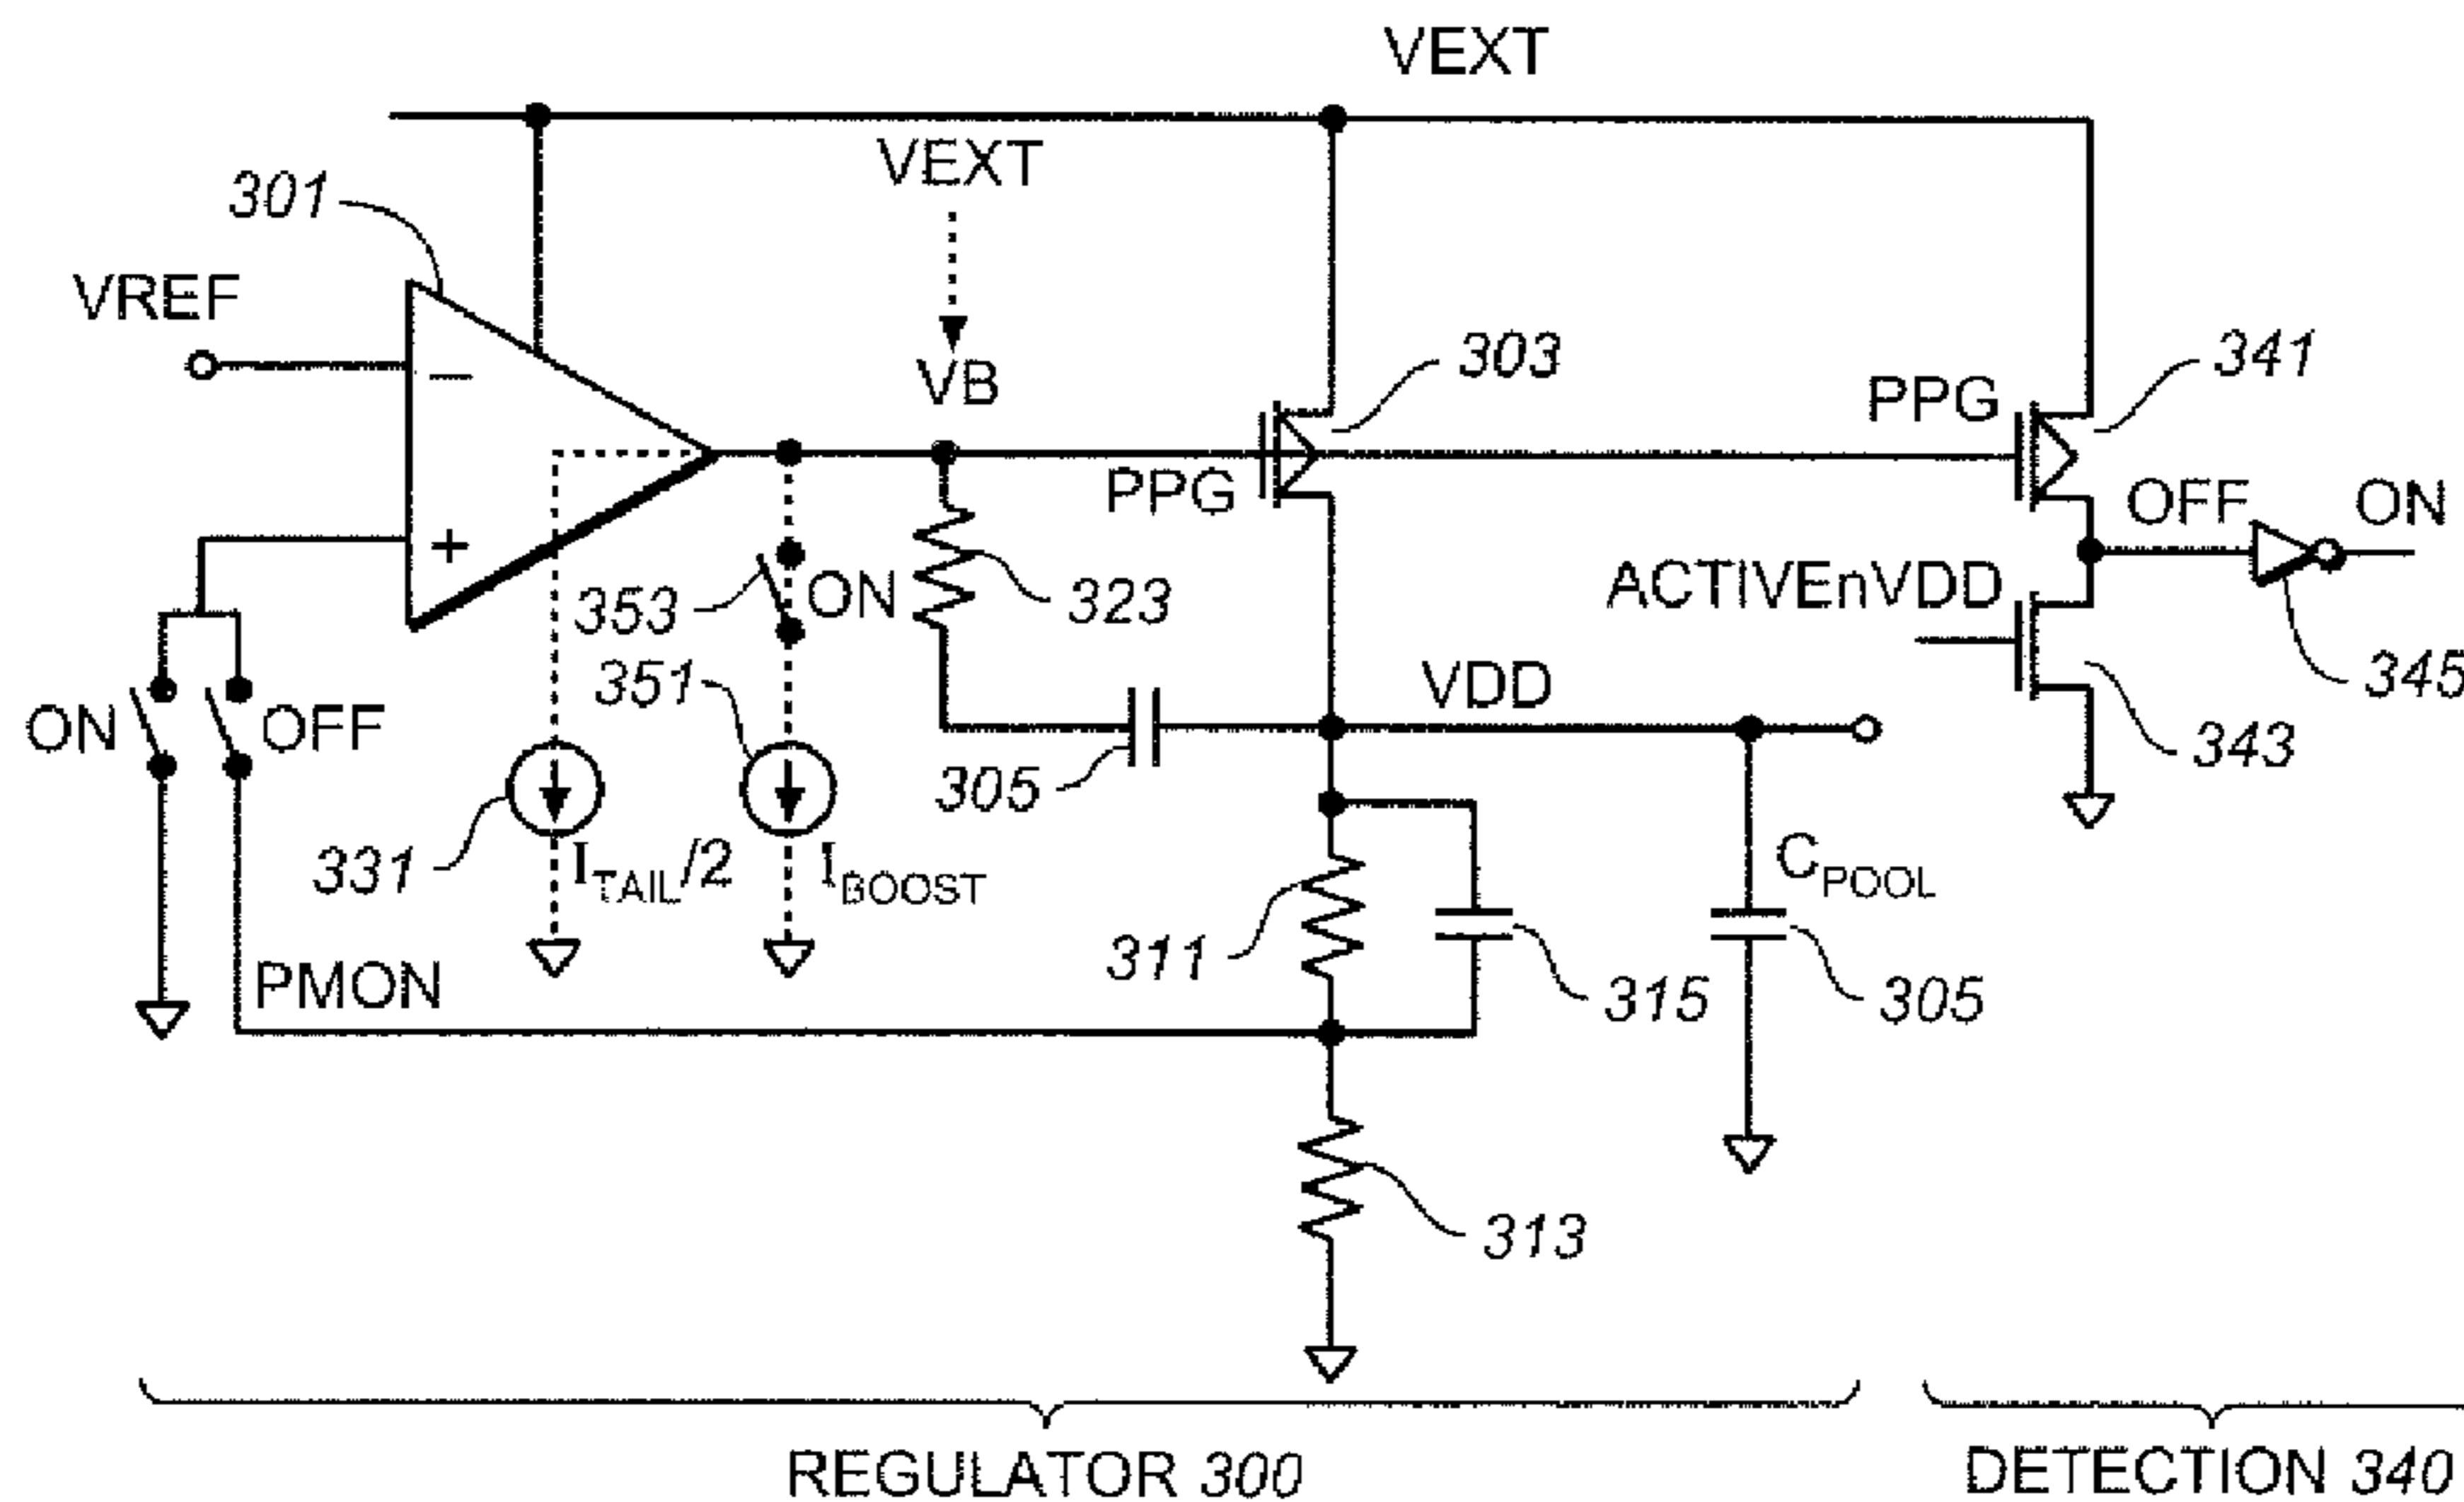 VEXT
VEXT
301
VREF
303
341
VB
PPG
−
PPG
OFF
ON
+
353
ON
323
ACTIVEnVDD
351
VDD
345
ON
OFF
343
305
331
ITAIL/2
IBOOST
CPOOL
311
PMON
315
305
313
REGULATOR 300
DETECTION 340